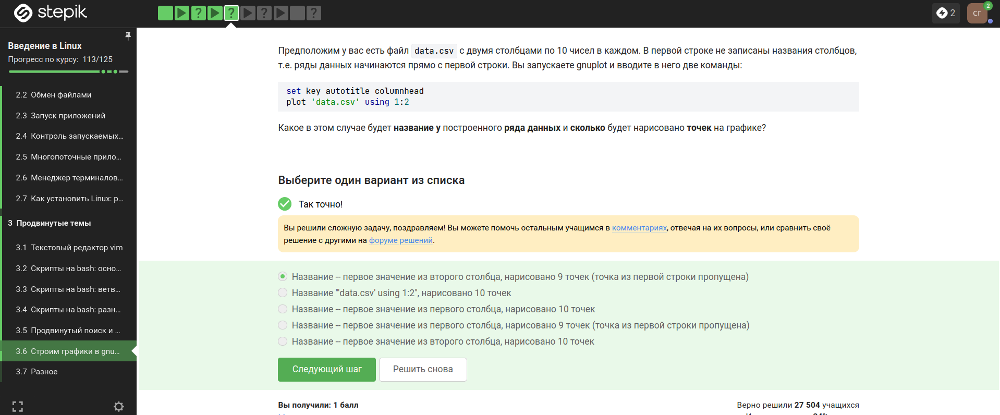 stepik
? ? ? ?
2
СГ
2
Введение в Linux
Прогресс по курсу: 113/125
2.2 Обмен файлами
2.3 Запуск приложений
2.4 Контроль запускаемых...
2.5 Многопоточные прило...
2.6 Менеджер терминалов...
2.7 Как установить Linux: р...
3 Продвинутые темы
3.1 Текстовый редактор vim
3.2 Скрипты на bash: осно...
3.3 Скрипты на bash: ветв...
3.4 Скрипты на bash: разн...
3.5 Продвинутый поиск и ...
3.6 Строим графики в gnu...
3.7 Разное
Предположим у вас есть файл data.csv с двумя столбцами по 10 чисел в каждом. В первой строке не записаны названия столбцов,
т.е. ряды данных начинаются прямо с первой строки. Вы запускаете gnuplot и вводите в него две команды:
set key autotitle columnhead
plot 'data.csv' using 1:2
Какое в этом случае будет название у построенного ряда данных и сколько будет нарисовано точек на графике?
Выберите один вариант из списка
Так точно!
Вы решили сложную задачу, поздравляем! Вы можете помочь остальным учащимся в комментариях, отвечая на их вопросы, или сравнить своё
решение с другими на форуме решений.
Название -- первое значение из второго столбца, нарисовано 9 точек (точка из первой строки пропущена)
Название "'data.csv' using 1:2", нарисовано 10 точек
Название -- первое значение из первого столбца, нарисовано 10 точек
Название -- первое значение из первого столбца, нарисовано 9 точек (точка из первой строки пропущена)
Название -- первое значение из второго столбца, нарисовано 10 точек
Следующий шаг
Решить снова
Вы получили: 1 балл
Верно решили 27 504 учащихся